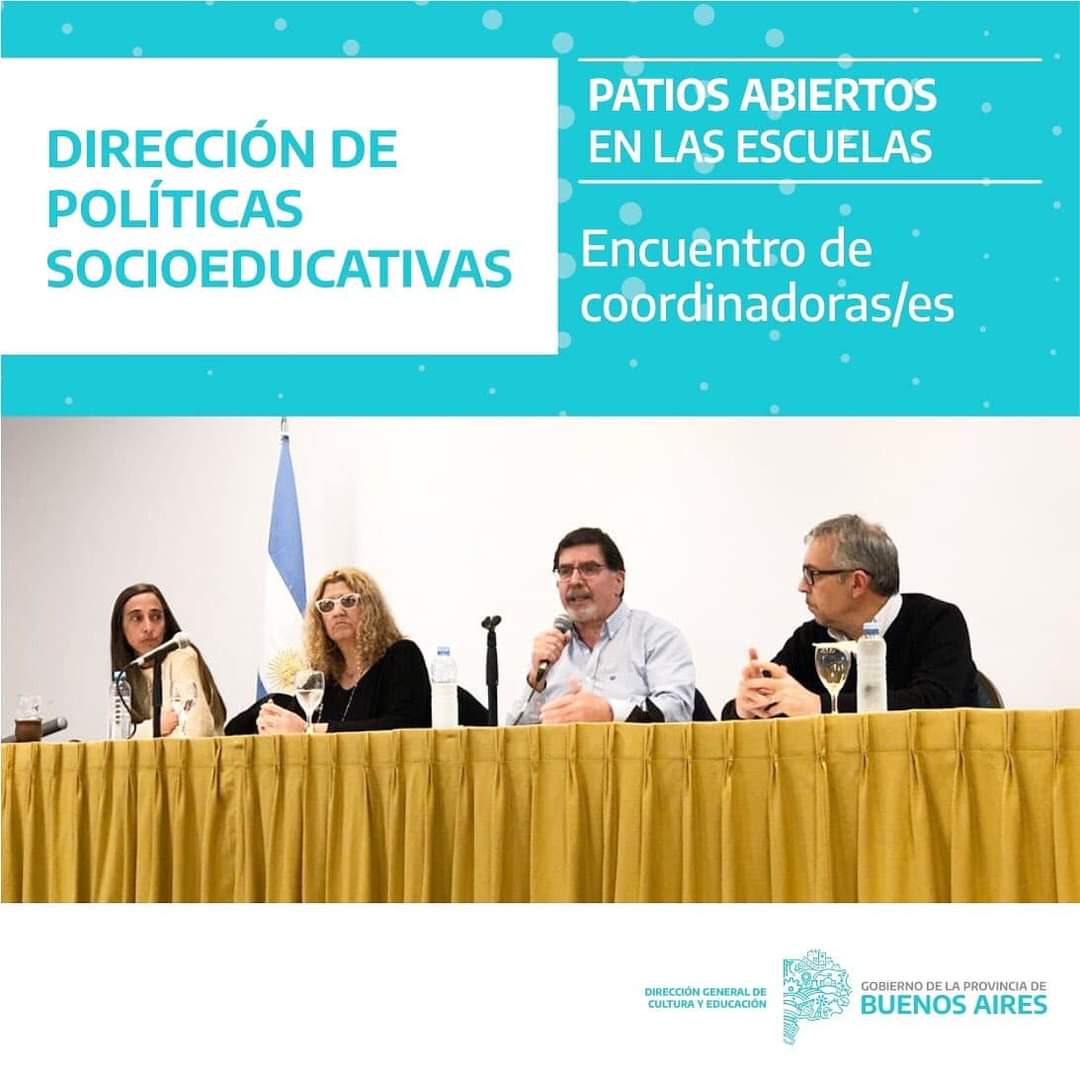 DIRECCIÓN DE
POLÍTICAS
SOCIOEDUCATIVAS
PATIOS ABIERTOS
EN LAS ESCUELAS
Encuentro de
coordinadoras/es
DIRECCIÓN GENERAL DE
CULTURA Y EDUCACIÓN
GOBIERNO DE LA PROVINCIA DE
BUENOS AIRES